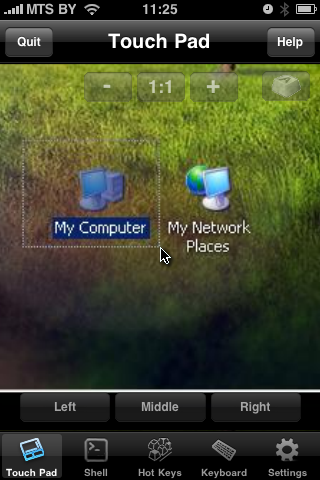 MTS BY 11:25
Quit Touch Pad Help
- 1:1 +
My Computer My Network
Places
Left Middle Right
Touch Pad Shell Hot Keys Keyboard Settings